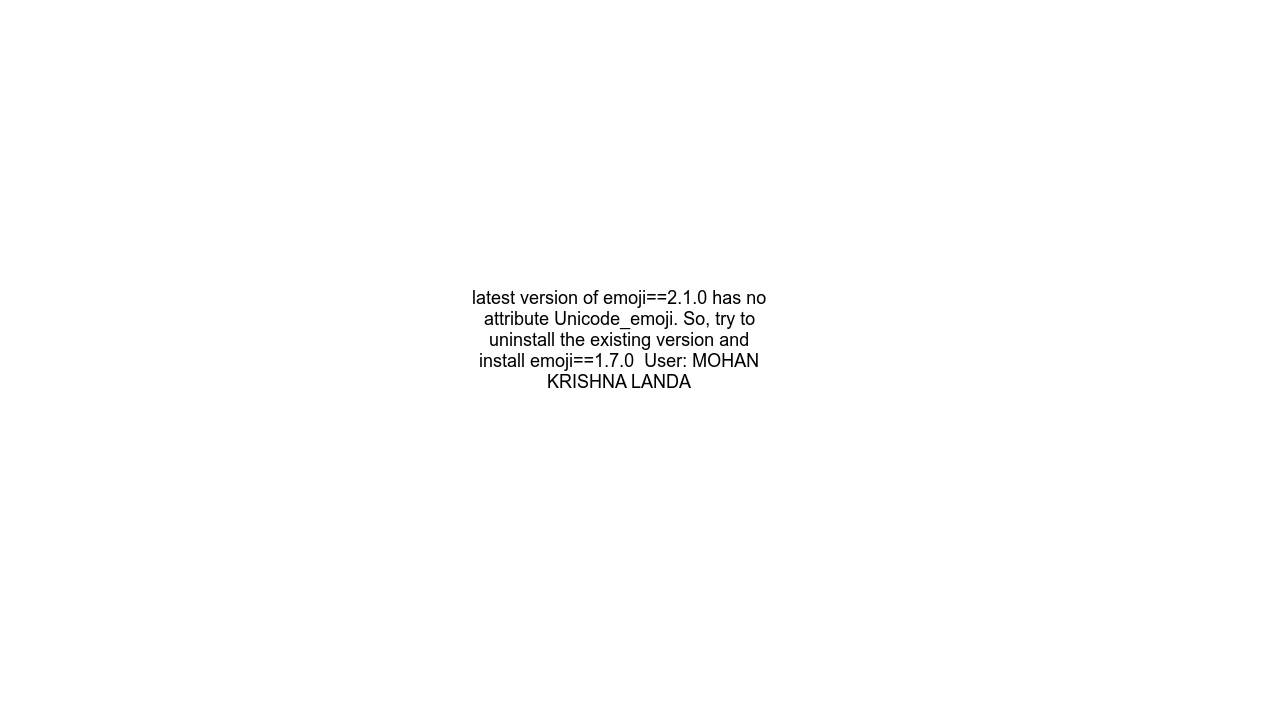 latest version of emoji==2.1.0 has no
attribute Unicode_emoji. So, try to
uninstall the existing version and
install emoji==1.7.0  User: MOHAN
KRISHNA LANDA